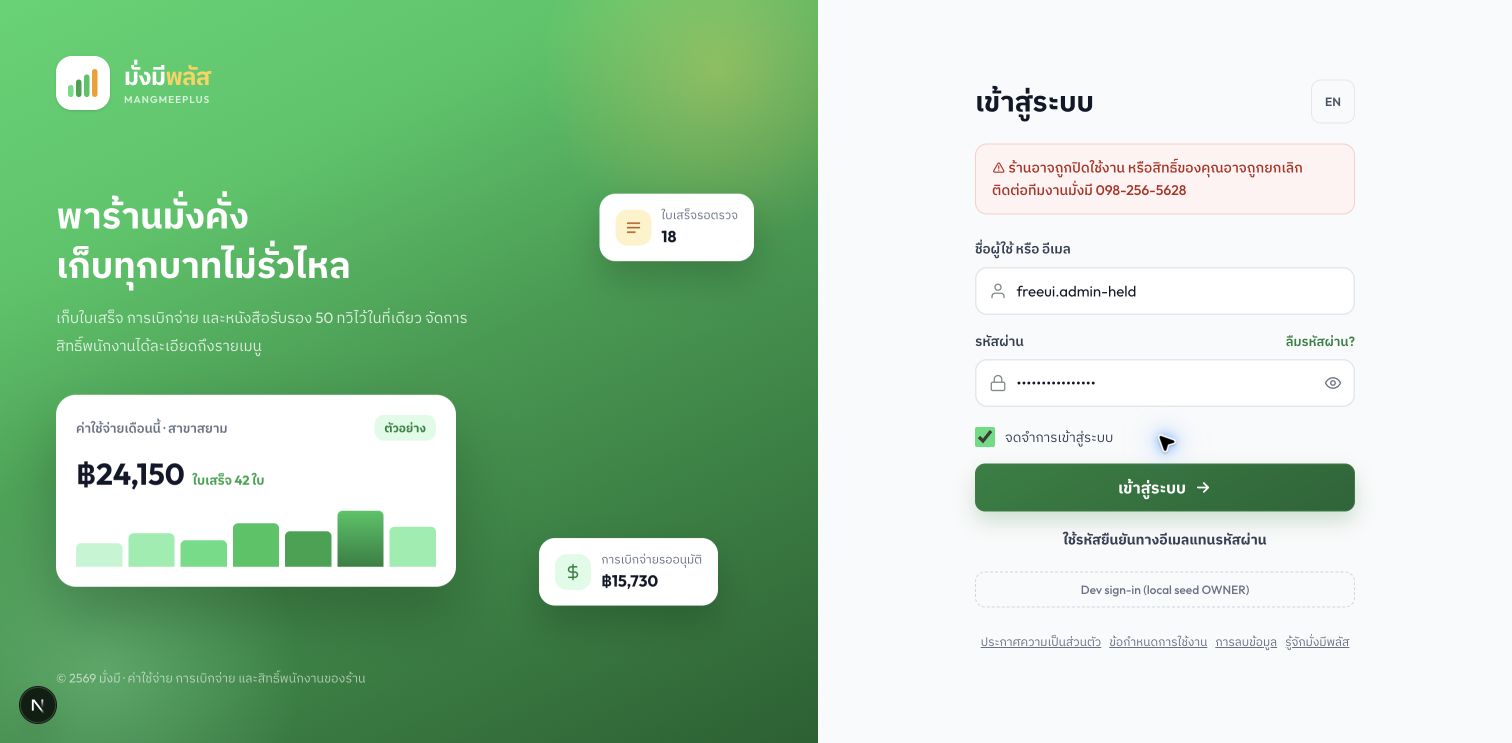 มั่งมีพลัส
MANGMEEPLUS
พาร้านมั่งคั่ง
เก็บทุกบาทไม่รั่วไหล
เก็บใบเสร็จ การเบิกจ่าย และหนังสือรับรอง 50 ทวิไว้ในที่เดียว จัดการ
สิทธิ์พนักงานได้ละเอียดถึงรายเมนู
ใบเสร็จรอตรวจ
18
ค่าใช้จ่ายเดือนนี้ · สาขาสยาม
ตัวอย่าง
฿24,150 ใบเสร็จ 42 ใบ
การเบิกจ่ายรออนุมัติ
฿15,730
© 2569 มั่งมี · ค่าใช้จ่าย การเบิกจ่าย และสิทธิ์พนักงานของร้าน
N
เข้าสู่ระบบ
EN
ร้านอาจถูกปิดใช้งาน หรือสิทธิ์ของคุณอาจถูกยกเลิก
ติดต่อทีมงานมั่งมี 098-256-5628
ชื่อผู้ใช้ หรือ อีเมล
freeui.admin-held
รหัสผ่าน
ลืมรหัสผ่าน?
••••••••••••••••
จดจำการเข้าสู่ระบบ
เข้าสู่ระบบ →
ใช้รหัสยืนยันทางอีเมลแทนรหัสผ่าน
Dev sign-in (local seed OWNER)
ประกาศความเป็นส่วนตัว ข้อกำหนดการใช้งาน การลบข้อมูล รู้จักมั่งมีพลัส